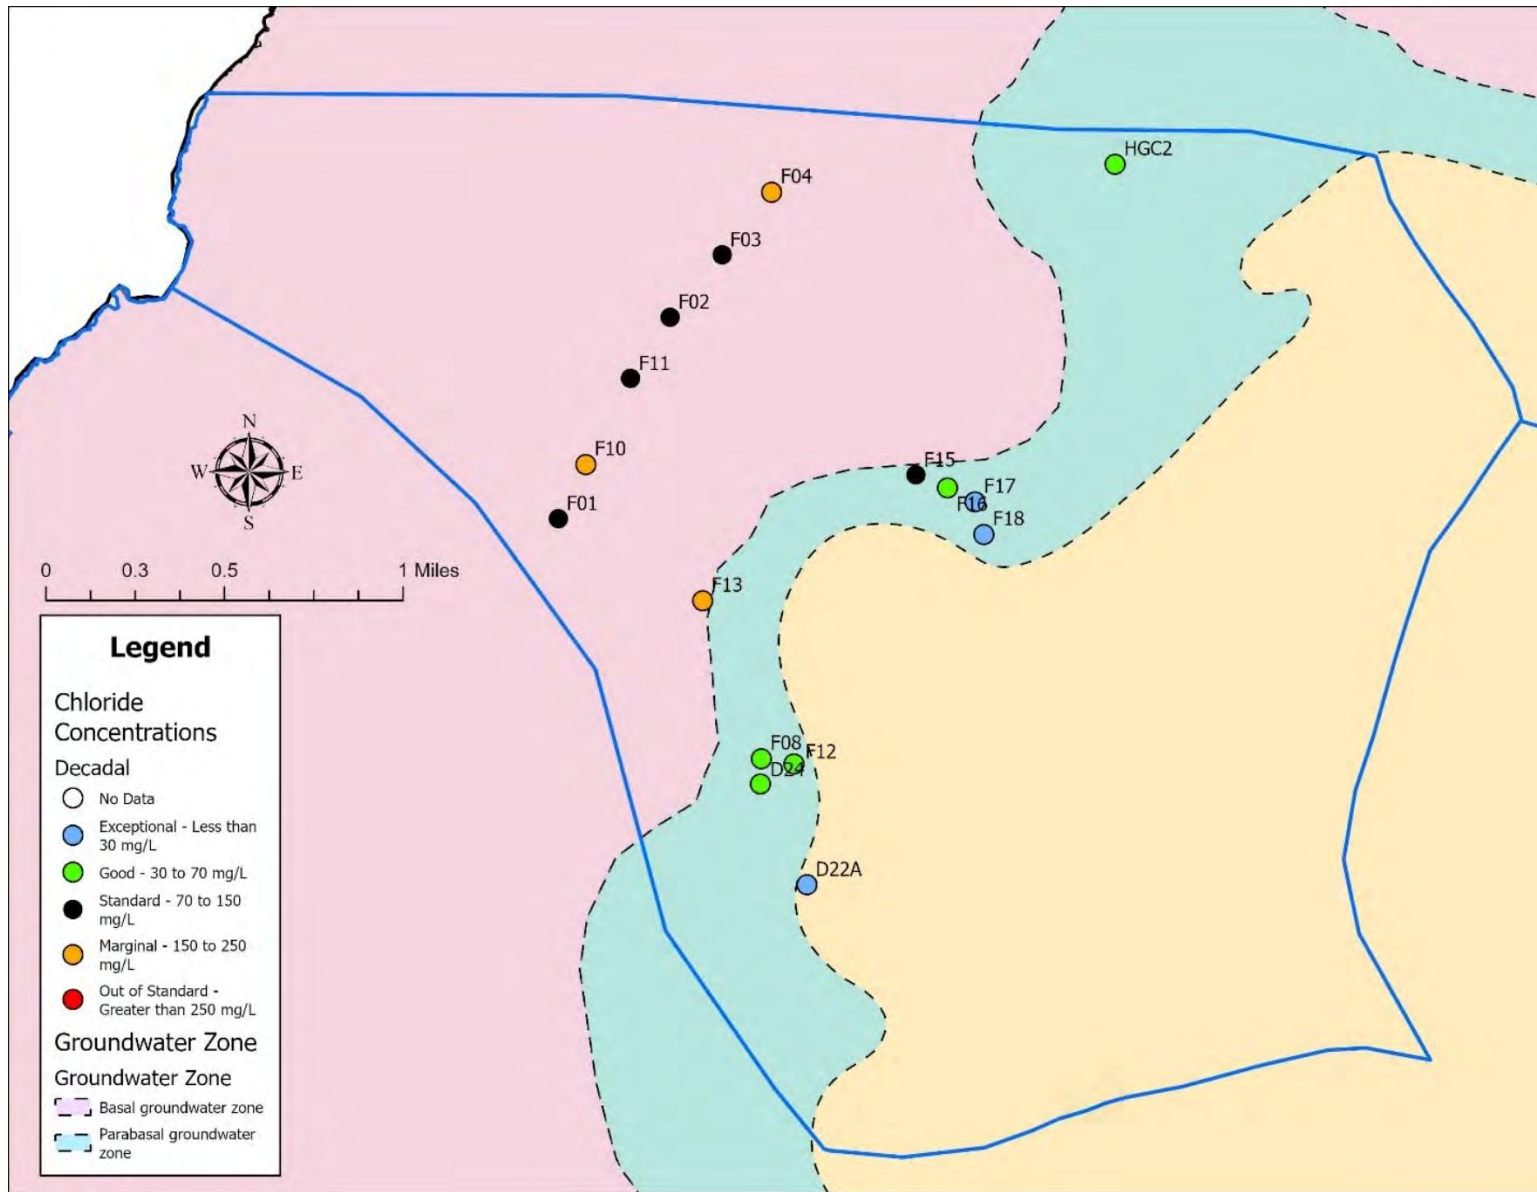 HGC2
F04
F03
F02
F11
F10
F01
F15
F17
F16
F18
F13
F08
F12
D24
D22A
N
W E
S
0 0.3 0.5 1 Miles
Legend
Chloride
Concentrations
Decadal
No Data
Exceptional - Less than
30 mg/L
Good - 30 to 70 mg/L
Standard - 70 to 150
mg/L
Marginal - 150 to 250
mg/L
Out of Standard -
Greater than 250 mg/L
Groundwater Zone
Groundwater Zone
Basal groundwater zone
Parabasal groundwater
zone